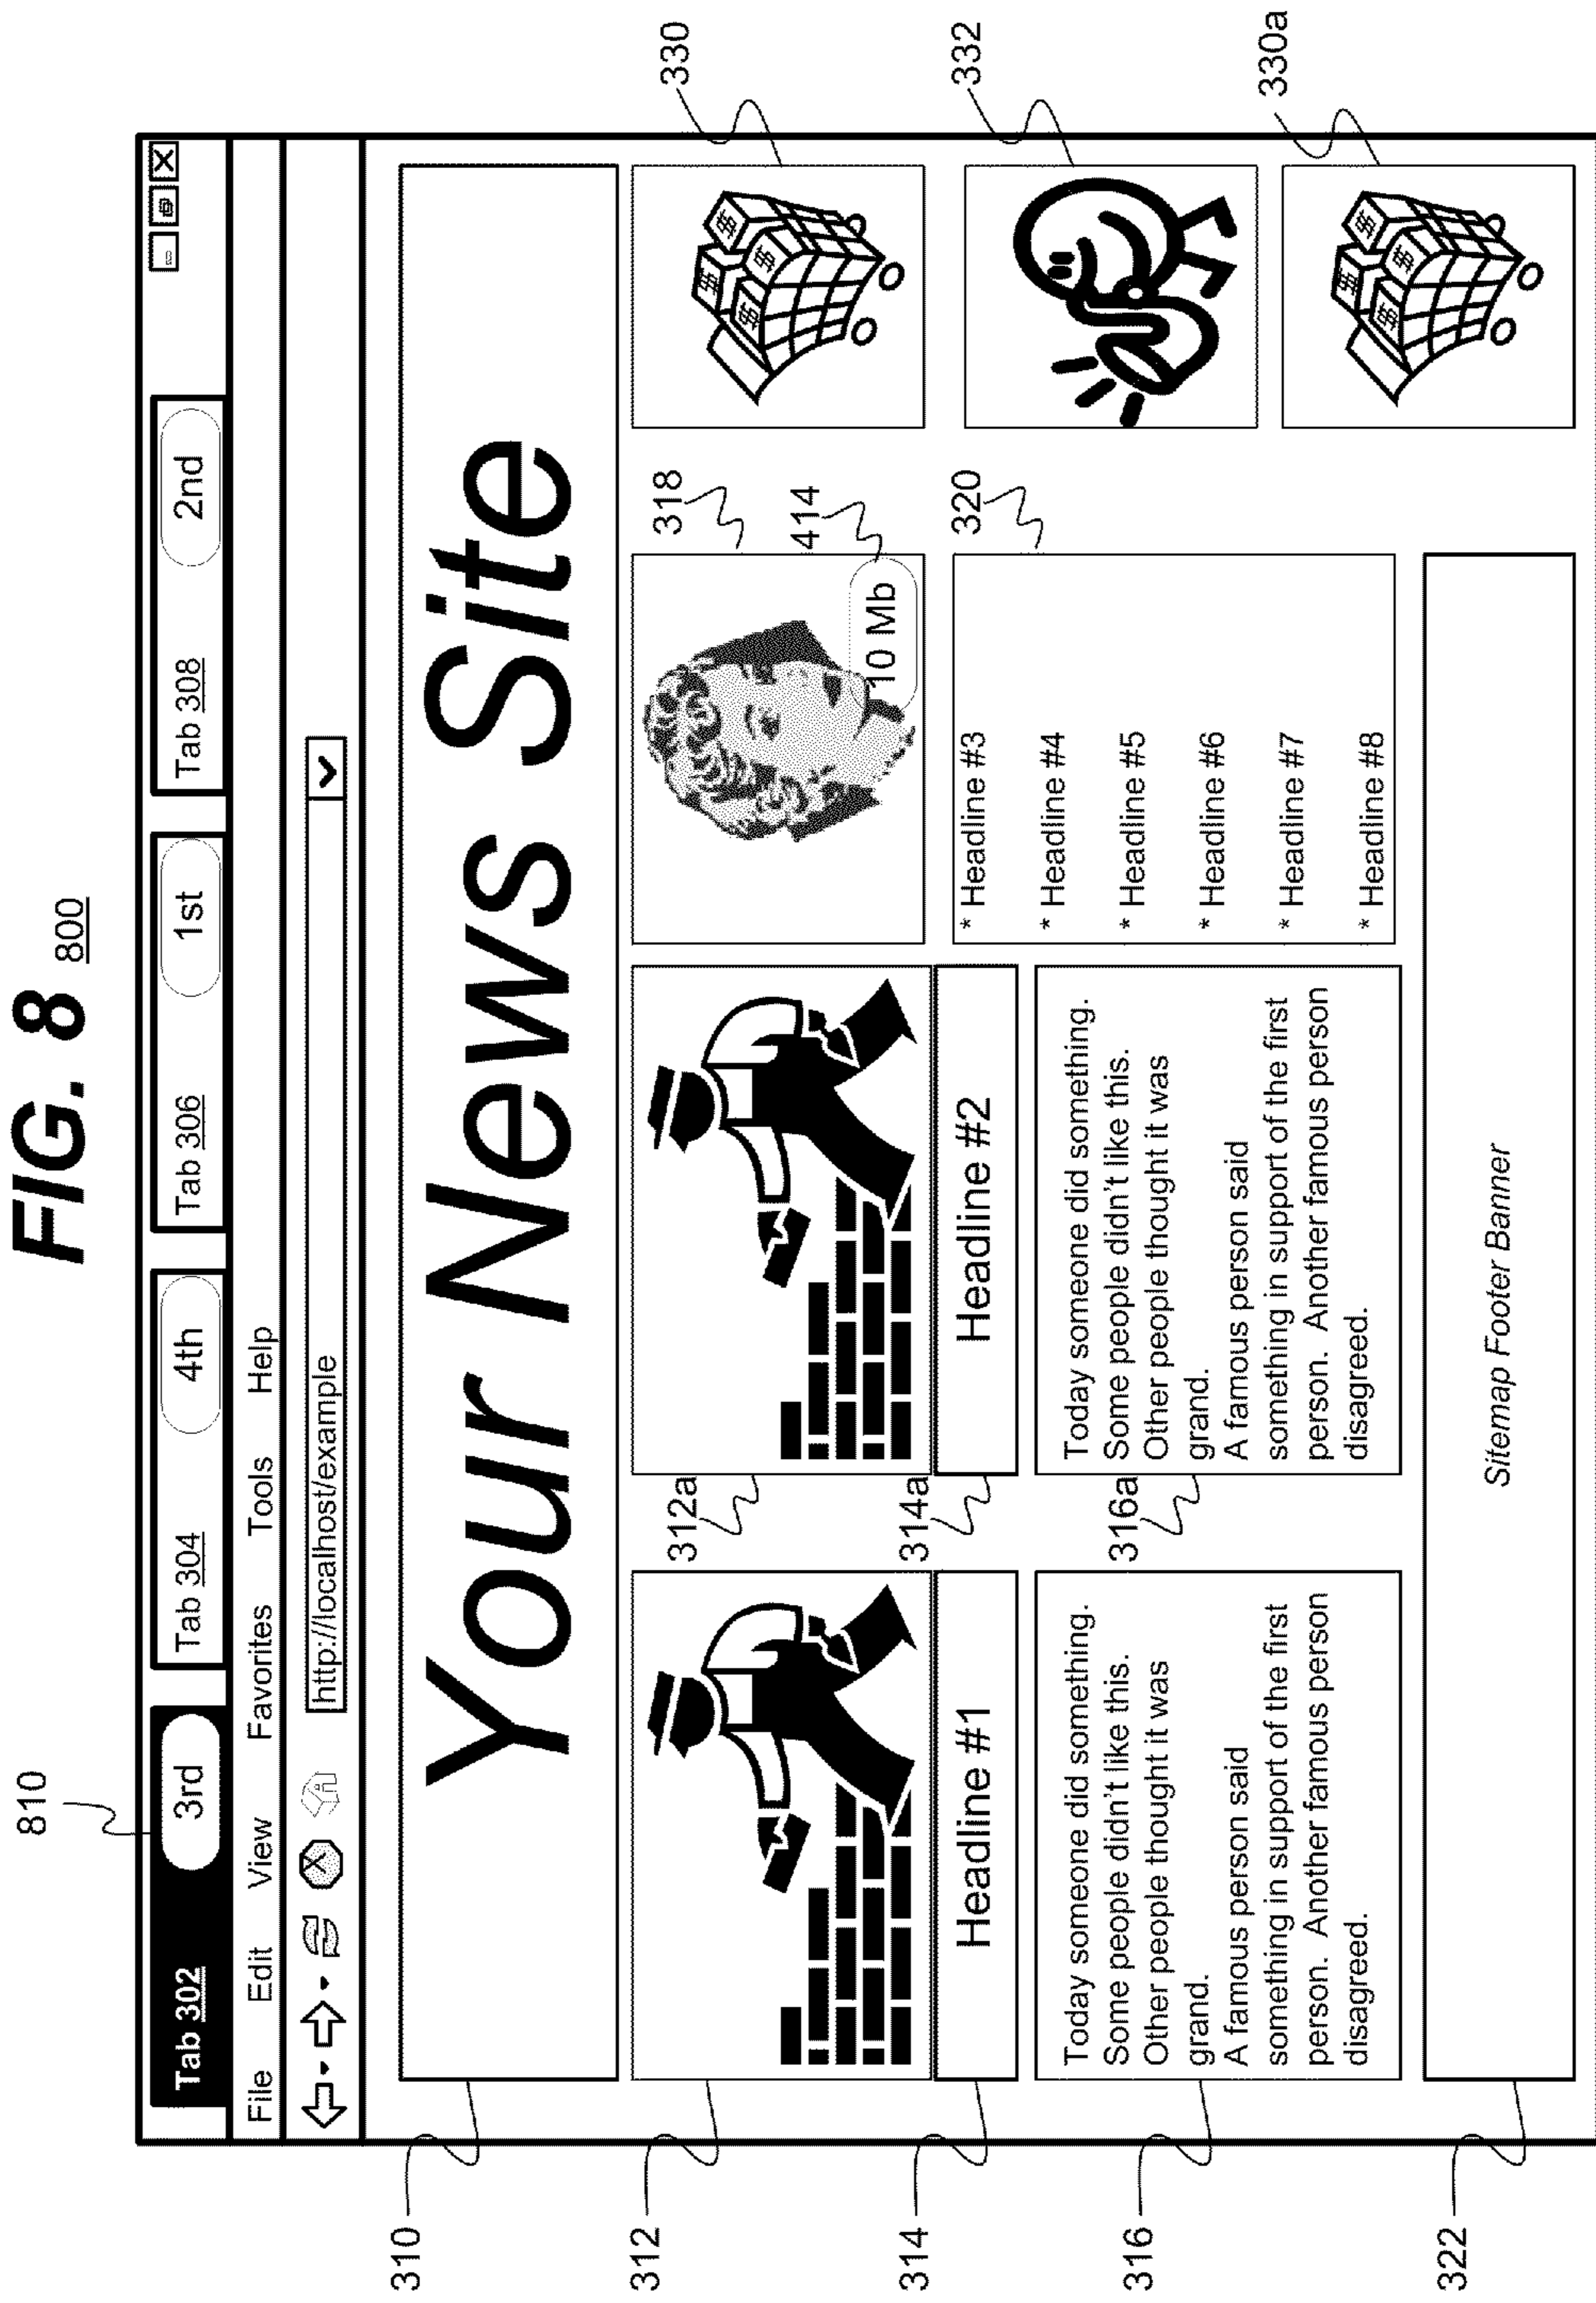 FIG. 8
800
810
Tab 302
3rd
Tab 304
4th
Tab 306
1st
Tab 308
2nd
File Edit View Favorites Tools Help
http://localhost/example
310
Your News Site
312
312a
318
10 Mb
414
330
314
Headline #1
314a
Headline #2
316
Today someone did something.
Some people didn't like this.
Other people thought it was
grand.
A famous person said
something in support of the first
person. Another famous person
disagreed.
316a
Today someone did something.
Some people didn't like this.
Other people thought it was
grand.
A famous person said
something in support of the first
person. Another famous person
disagreed.
320
* Headline #3
* Headline #4
* Headline #5
* Headline #6
* Headline #7
* Headline #8
332
$ $ $ $
330a
$ $ $ $
322
Sitemap Footer Banner